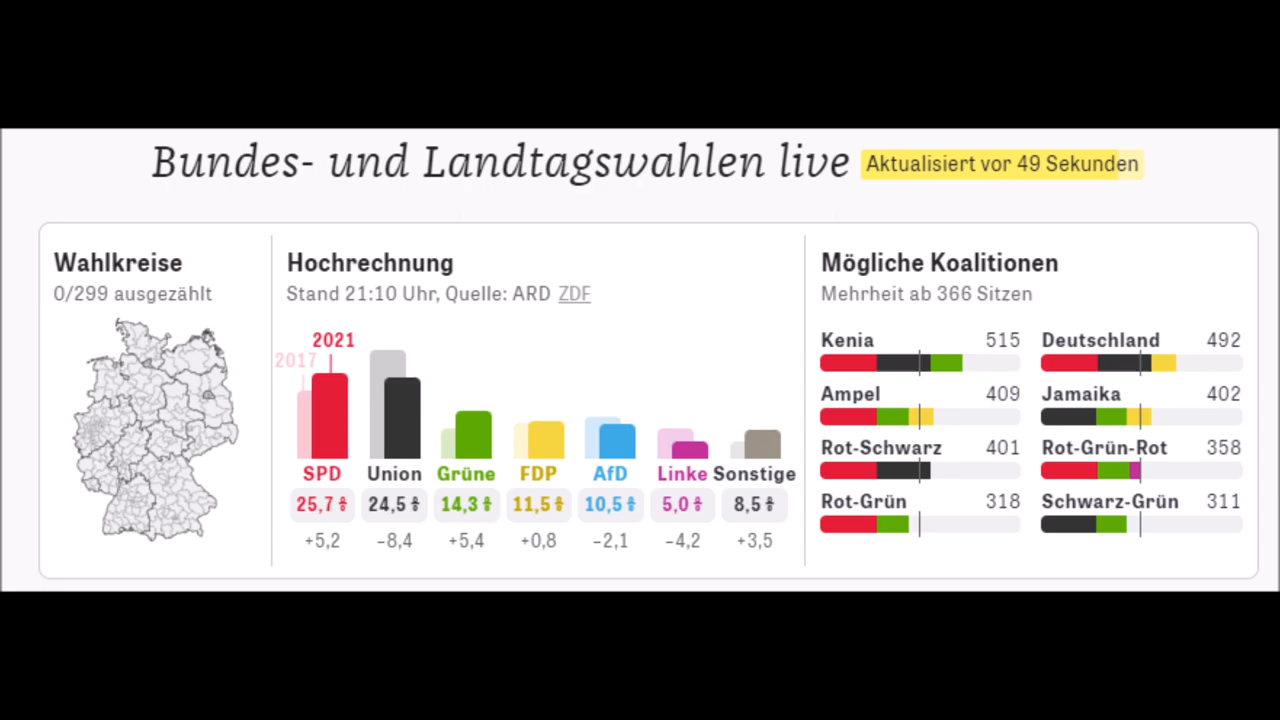 Bundes- und Landtagswahlen live Aktualisiert vor 49 Sekunden
Wahlkreise
0/299 ausgezählt
Hochrechnung
Stand 21:10 Uhr, Quelle: ARD ZDF
2021
2017
SPD Union Grüne FDP AfD Linke Sonstige
25,7 24,5 14,3 11,5 10,5 5,0 8,5
+5,2 −8,4 +5,4 +0,8 −2,1 −4,2 +3,5
Mögliche Koalitionen
Mehrheit ab 366 Sitzen
Kenia 515 Deutschland 492
Ampel 409 Jamaika 402
Rot-Schwarz 401 Rot-Grün-Rot 358
Rot-Grün 318 Schwarz-Grün 311